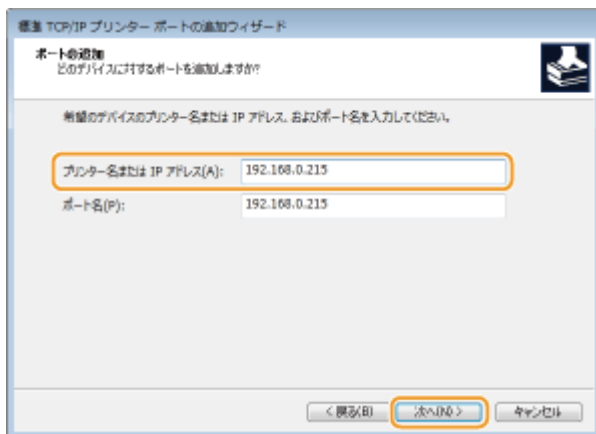 標準 TCP/IP プリンター ポートの追加ウィザード
ポートの追加
どのデバイスに対するポートを追加しますか?
希望のデバイスのプリンター名または IP アドレス、およびポート名を入力してください。
プリンター名または IP アドレス(A): 192.168.0.215
ポート名(P): 192.168.0.215
< 戻る(B) 次へ(N) > キャンセル